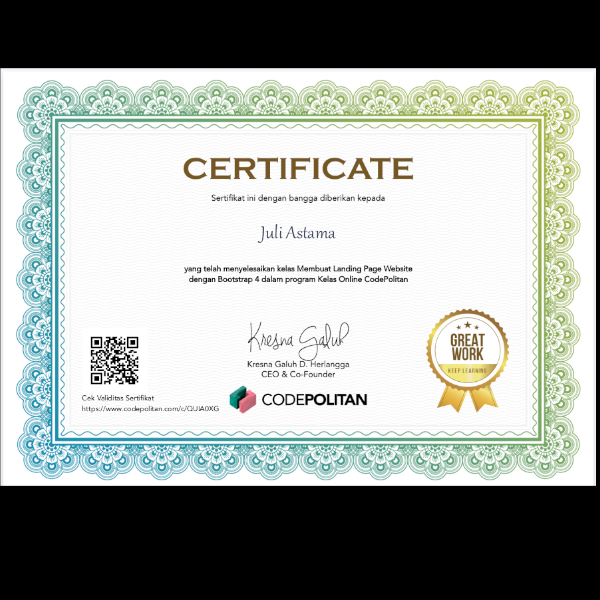 CERTIFICATE
Sertifikat ini dengan bangga diberikan kepada
Juli Astama
yang telah menyelesaikan kelas Membuat Landing Page Website
dengan Bootstrap 4 dalam program Kelas Online CodePolitan
Kresna Galuh
Kresna Galuh D. Herlangga
CEO & Co-Founder
CODEPOLITAN
GREAT
WORK
KEEP LEARNING
Cek Validitas Sertifikat
https://www.codepolitan.com/c/QUIA0XG